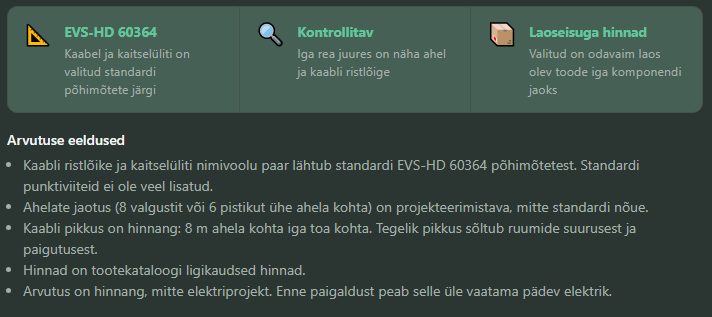 EVS-HD 60364
Kaabel ja kaitselüliti on
valitud standardi
põhimõtete järgi
Kontrollitav
Iga rea juures on näha ahel
ja kaabli ristlõige
Laoseisuga hinnad
Valitud on odavaim laos
olev toode iga komponendi
jaoks
Arvutuse eeldused
• Kaabli ristlõike ja kaitselüliti nimivoolu paar lähtub standardi EVS-HD 60364 põhimõtetest. Standardi
punktiviiteid ei ole veel lisatud.
• Ahelate jaotus (8 valgustit või 6 pistikut ühe ahela kohta) on projekteerimistava, mitte standardi nõue.
• Kaabli pikkus on hinnang: 8 m ahela kohta iga toa kohta. Tegelik pikkus sõltub ruumide suurusest ja
paigutusest.
• Hinnad on tootekataloogi ligikaudsed hinnad.
• Arvutus on hinnang, mitte elektriprojekt. Enne paigaldust peab selle üle vaatama pädev elektrik.